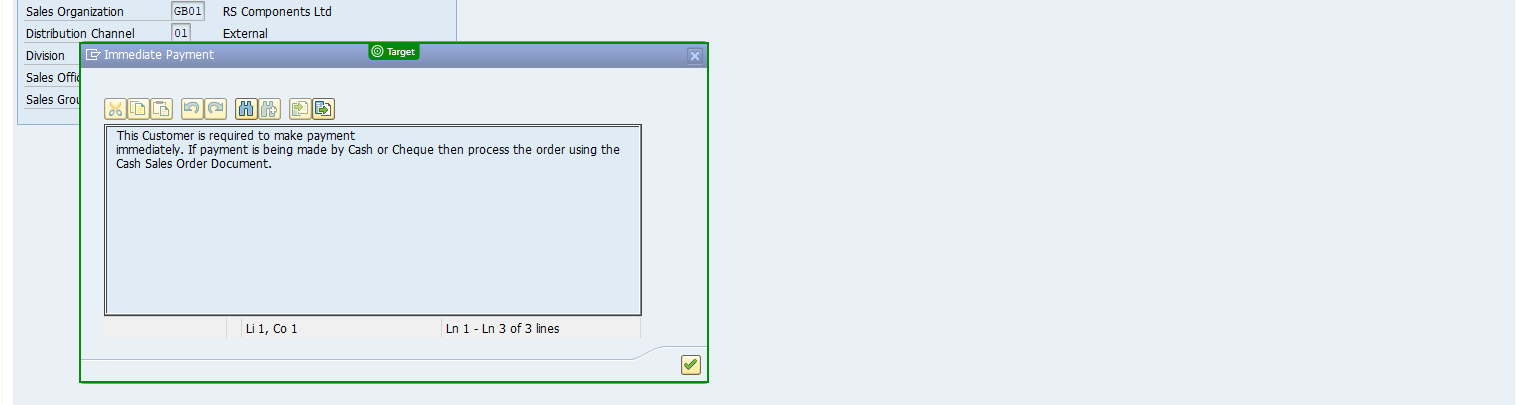 Sales Organization GB01 RS Components Ltd
Distribution Channel 01 External
Division
Sales Offic
Sales Grou
Immediate Payment
Target
This Customer is required to make payment
immediately. If payment is being made by Cash or Cheque then process the order using the
Cash Sales Order Document.
Li 1, Co 1 Ln 1 - Ln 3 of 3 lines